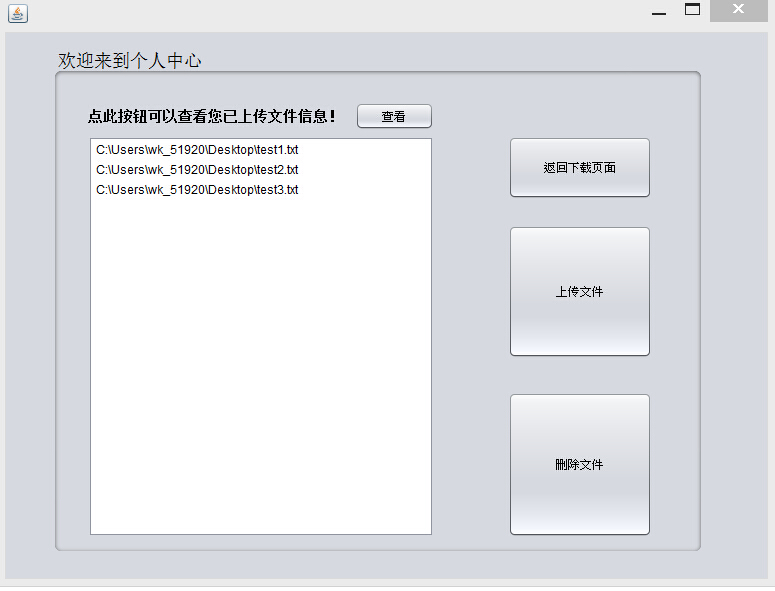 欢迎来到个人中心
点此按钮可以查看您已上传文件信息！
查看
C:\Users\wk_51920\Desktop\test1.txt
C:\Users\wk_51920\Desktop\test2.txt
C:\Users\wk_51920\Desktop\test3.txt
返回下载页面
上传文件
删除文件